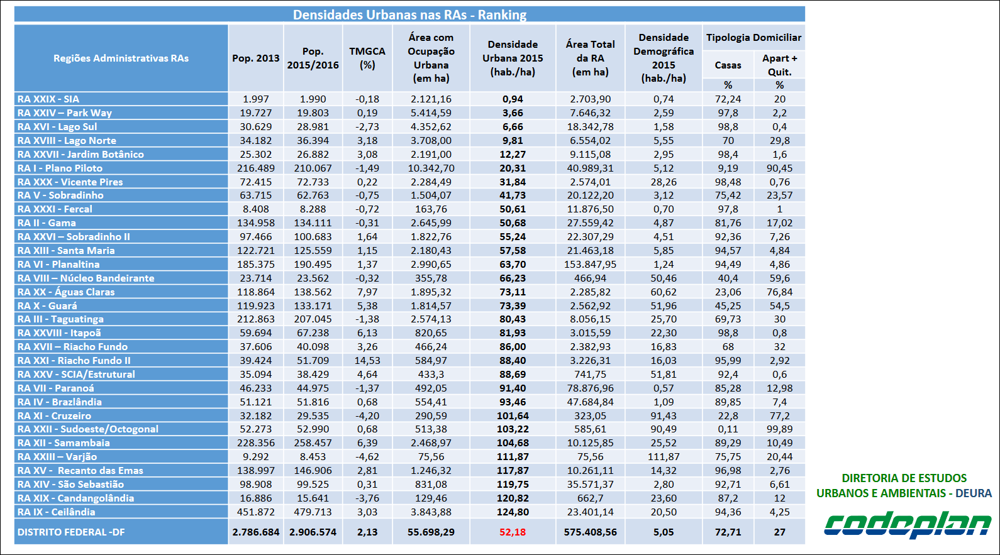 Densidades Urbanas nas RAs - Ranking
Regiões Administrativas RAs Pop. 2013 Pop. 2015/2016 TMGCA (%) Área com Ocupação Urbana (em ha) Densidade Urbana 2015 (hab./ha) Área Total da RA (em ha) Densidade Demográfica 2015 (hab./ha) Tipologia Domiciliar
Casas Apart + Quit.
% %
RA XXIX - SIA 1.997 1.990 -0,18 2.121,16 0,94 2.703,90 0,74 72,24 20
RA XXIV – Park Way 19.727 19.803 0,19 5.414,59 3,66 7.646,32 2,59 97,8 2,2
RA XVI - Lago Sul 30.629 28.981 -2,73 4.352,62 6,66 18.342,78 1,58 98,8 0,4
RA XVIII - Lago Norte 34.182 36.394 3,18 3.708,00 9,81 6.554,02 5,55 70 29,8
RA XXVII - Jardim Botânico 25.302 26.882 3,08 2.191,00 12,27 9.115,08 2,95 98,4 1,6
RA I - Plano Piloto 216.489 210.067 -1,49 10.342,70 20,31 40.989,31 5,12 9,19 90,45
RA XXX - Vicente Pires 72.415 72.733 0,22 2.284,49 31,84 2.574,01 28,26 98,48 0,76
RA V - Sobradinho 63.715 62.763 -0,75 1.504,07 41,73 20.122,20 3,12 75,42 23,57
RA XXXI - Fercal 8.408 8.288 -0,72 163,76 50,61 11.876,50 0,70 97,8 1
RA II - Gama 134.958 134.111 -0,31 2.645,99 50,68 27.559,42 4,87 81,76 17,02
RA XXVI – Sobradinho II 97.466 100.683 1,64 1.822,76 55,24 22.307,29 4,51 92,36 7,26
RA XIII - Santa Maria 122.721 125.559 1,15 2.180,43 57,58 21.463,18 5,85 94,57 4,84
RA VI - Planaltina 185.375 190.495 1,37 2.990,65 63,70 153.847,95 1,24 94,49 4,86
RA VIII – Núcleo Bandeirante 23.714 23.562 -0,32 355,78 66,23 466,94 50,46 40,4 59,6
RA XX - Águas Claras 118.864 138.562 7,97 1.895,32 73,11 2.285,82 60,62 23,06 76,84
RA X - Guará 119.923 133.171 5,38 1.814,57 73,39 2.562,92 51,96 45,25 54,5
RA III - Taguatinga 212.863 207.045 -1,38 2.574,13 80,43 8.056,15 25,70 69,73 30
RA XXVIII - Itapoã 59.694 67.238 6,13 820,65 81,93 3.015,59 22,30 98,8 0,8
RA XVII – Riacho Fundo 37.606 40.098 3,26 466,24 86,00 2.382,93 16,83 68 32
RA XXI - Riacho Fundo II 39.424 51.709 14,53 584,97 88,40 3.226,31 16,03 95,99 2,92
RA XXV - SCIA/Estrutural 35.094 38.429 4,64 433,3 88,69 741,75 51,81 92,4 0,6
RA VII - Paranoá 46.233 44.975 -1,37 492,05 91,40 78.876,96 0,57 85,28 12,98
RA IV - Brazlândia 51.121 51.816 0,68 554,41 93,46 47.684,84 1,09 89,85 7,4
RA XI - Cruzeiro 32.182 29.535 -4,20 290,59 101,64 323,05 91,43 22,8 77,2
RA XXII - Sudoeste/Octogonal 52.273 52.990 0,68 513,38 103,22 585,61 90,49 0,11 99,89
RA XII - Samambaia 228.356 258.457 6,39 2.468,97 104,68 10.125,85 25,52 89,29 10,49
RA XXIII – Varjão 9.292 8.453 -4,62 75,56 111,87 75,56 111,87 75,75 20,44
RA XV - Recanto das Emas 138.997 146.906 2,81 1.246,32 117,87 10.261,11 14,32 96,98 2,76
RA XIV - São Sebastião 98.908 99.525 0,31 831,08 119,75 35.571,37 2,80 92,71 6,61
RA XIX - Candangolândia 16.886 15.641 -3,76 129,46 120,82 662,7 23,60 87,2 12
RA IX - Ceilândia 451.872 479.713 3,03 3.843,88 124,80 23.401,14 20,50 94,36 4,25
DISTRITO FEDERAL -DF 2.786.684 2.906.574 2,13 55.698,29 52,18 575.408,56 5,05 72,71 27
DIRETORIA DE ESTUDOS
URBANOS E AMBIENTAIS - DEURA
codeplan